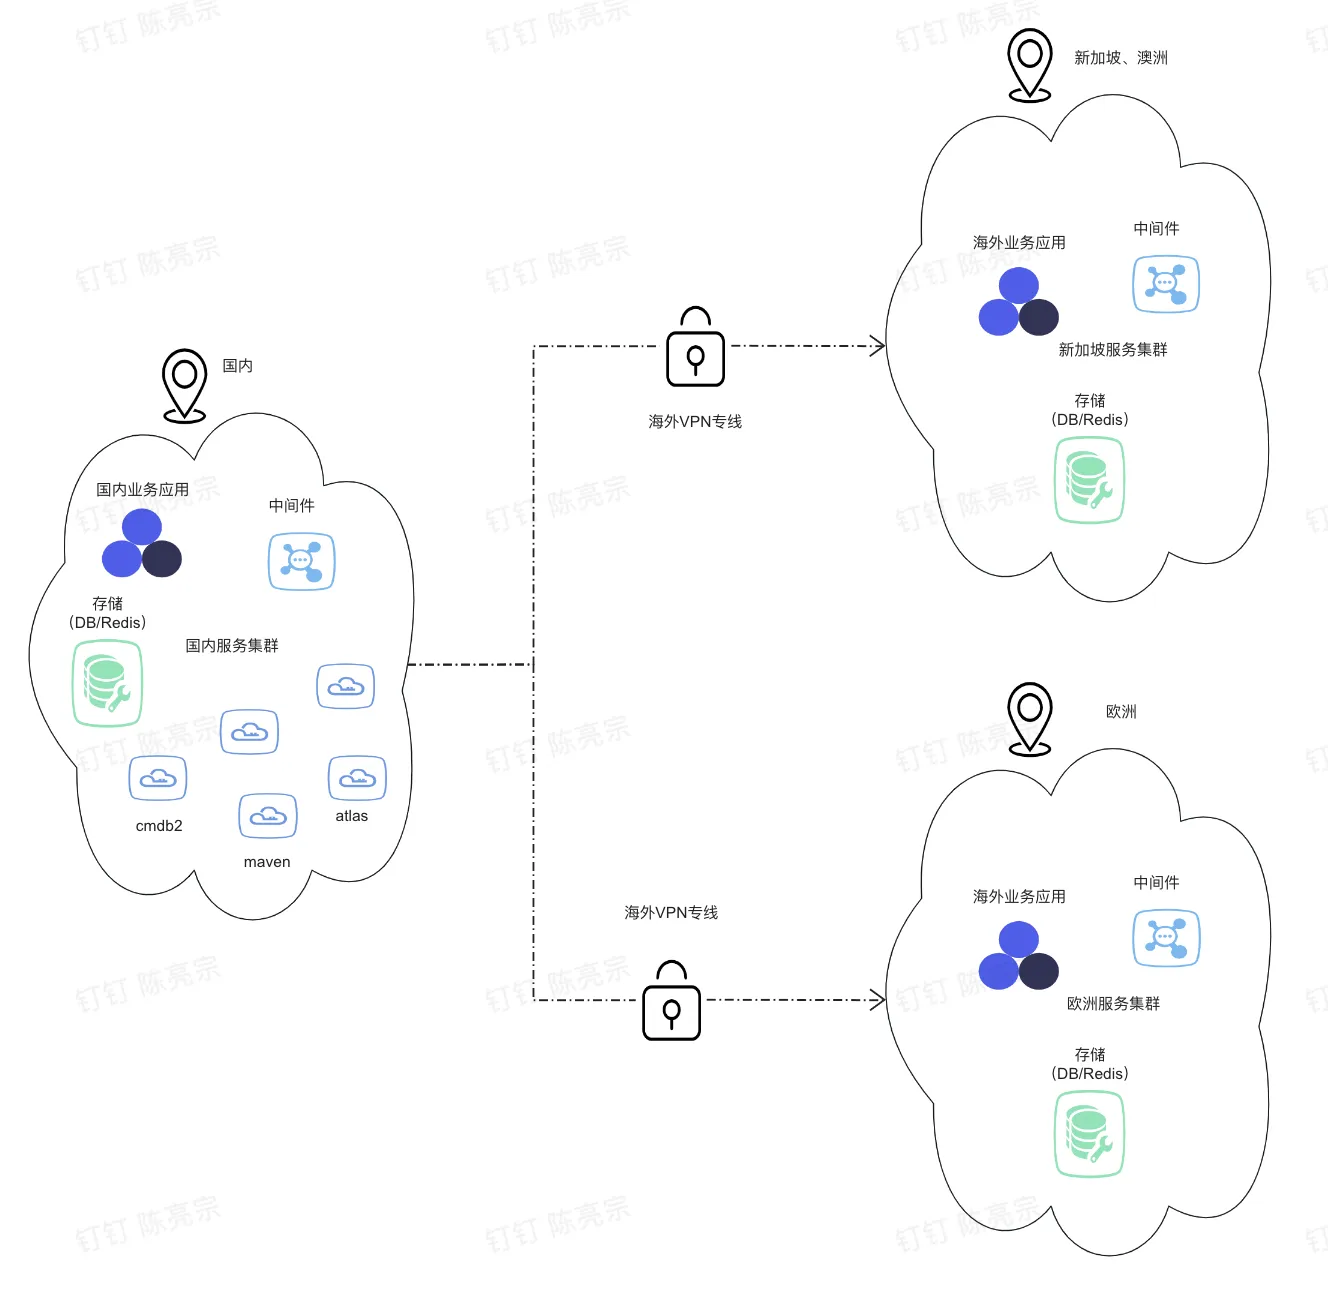 新加坡、澳洲
海外业务应用
中间件
新加坡服务集群
存储
(DB/Redis)
海外VPN专线
国内
国内业务应用
中间件
存储
(DB/Redis)
国内服务集群
cmdb2
maven
atlas
海外VPN专线
欧洲
海外业务应用
中间件
欧洲服务集群
存储
(DB/Redis)
钉钉 陈亮宗